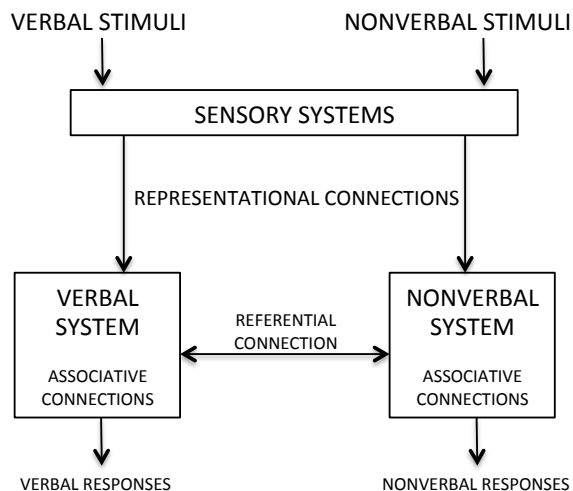 VERBAL STIMULI
NONVERBAL STIMULI
SENSORY SYSTEMS
REPRESENTATIONAL CONNECTIONS
VERBAL
SYSTEM
ASSOCIATIVE
CONNECTIONS
REFERENTIAL
CONNECTION
NONVERBAL
SYSTEM
ASSOCIATIVE
CONNECTIONS
VERBAL RESPONSES
NONVERBAL RESPONSES